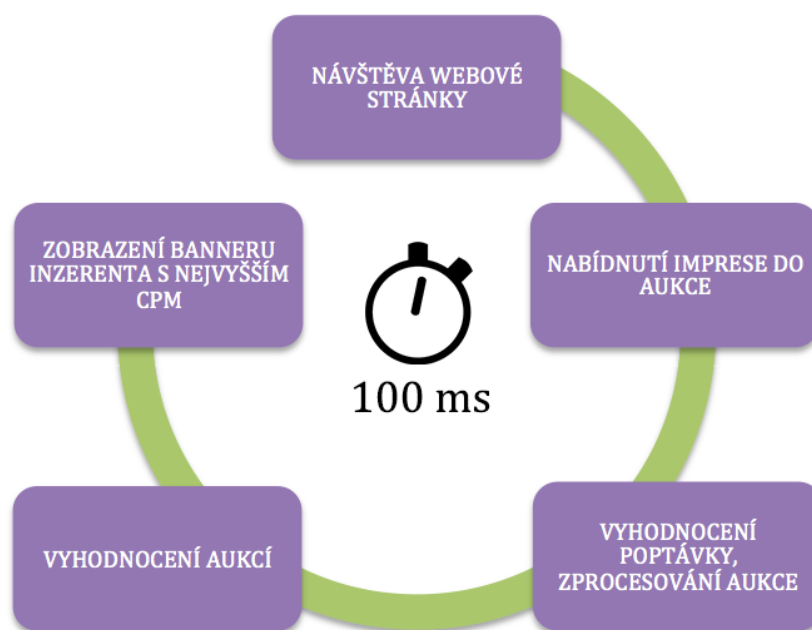 NÁVŠTĚVA WEBOVÉ
STRÁNKY
NABÍDNUTÍ IMPRESE DO
AUKCE
VYHODNOCENÍ
POPTÁVKY,
ZPROCESOVÁNÍ AUKCE
VYHODNOCENÍ AUKCÍ
ZOBRAZENÍ BANNERU
INZERENTA S NEJVYŠŠÍM
CPM
100 ms